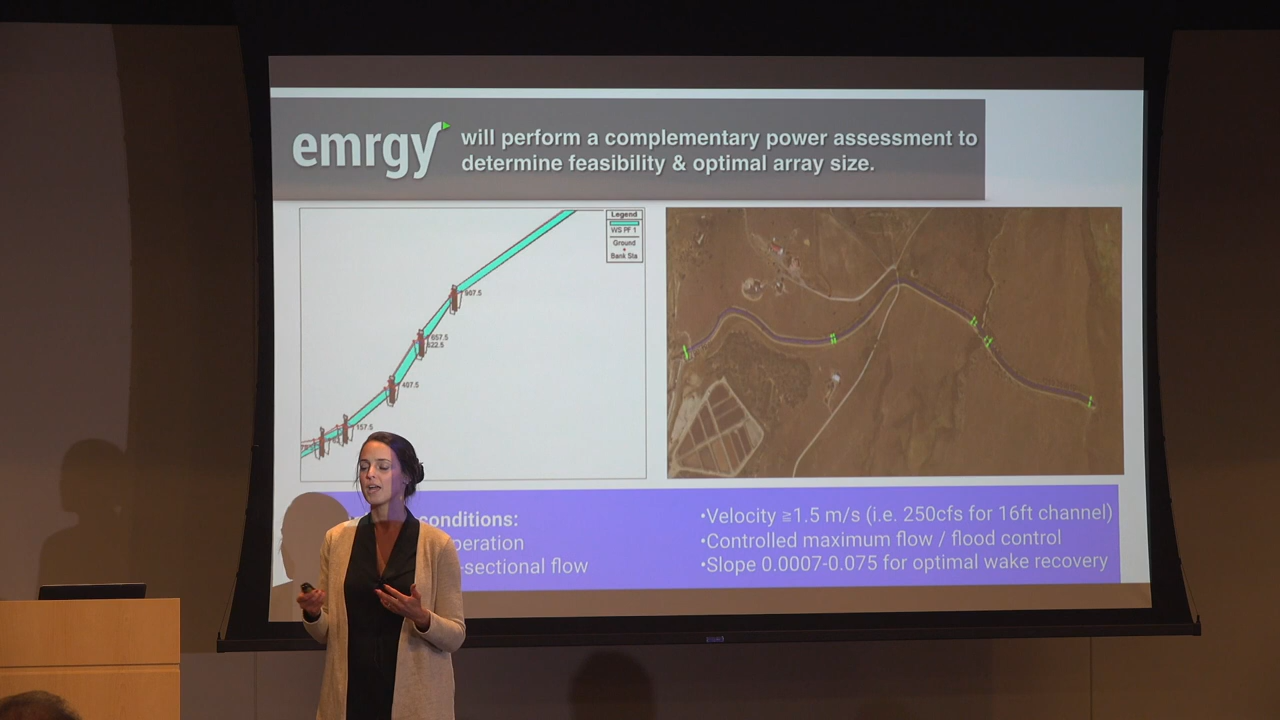 emrgy
will perform a complementary power assessment to
determine feasibility & optimal array size.
Legend
WS PF 1
Ground
Bank Sta
907.5
657.5
622.5
407.5
157.5
conditions:
peration
-sectional flow
•Velocity ≥1.5 m/s (i.e. 250cfs for 16ft channel)
•Controlled maximum flow / flood control
•Slope 0.0007-0.075 for optimal wake recovery